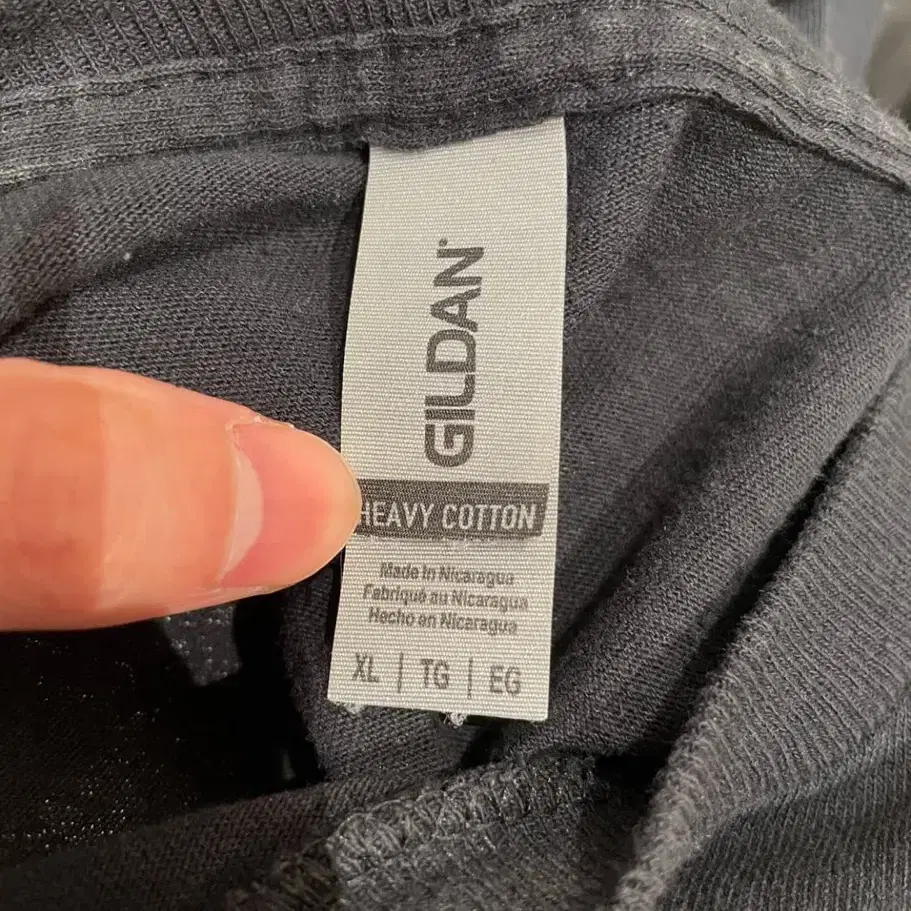 GILDAN®
HEAVY COTTON
Made in Nicaragua
Fabriqué au Nicaragua
Hecho en Nicaragua
XL | TG | EG